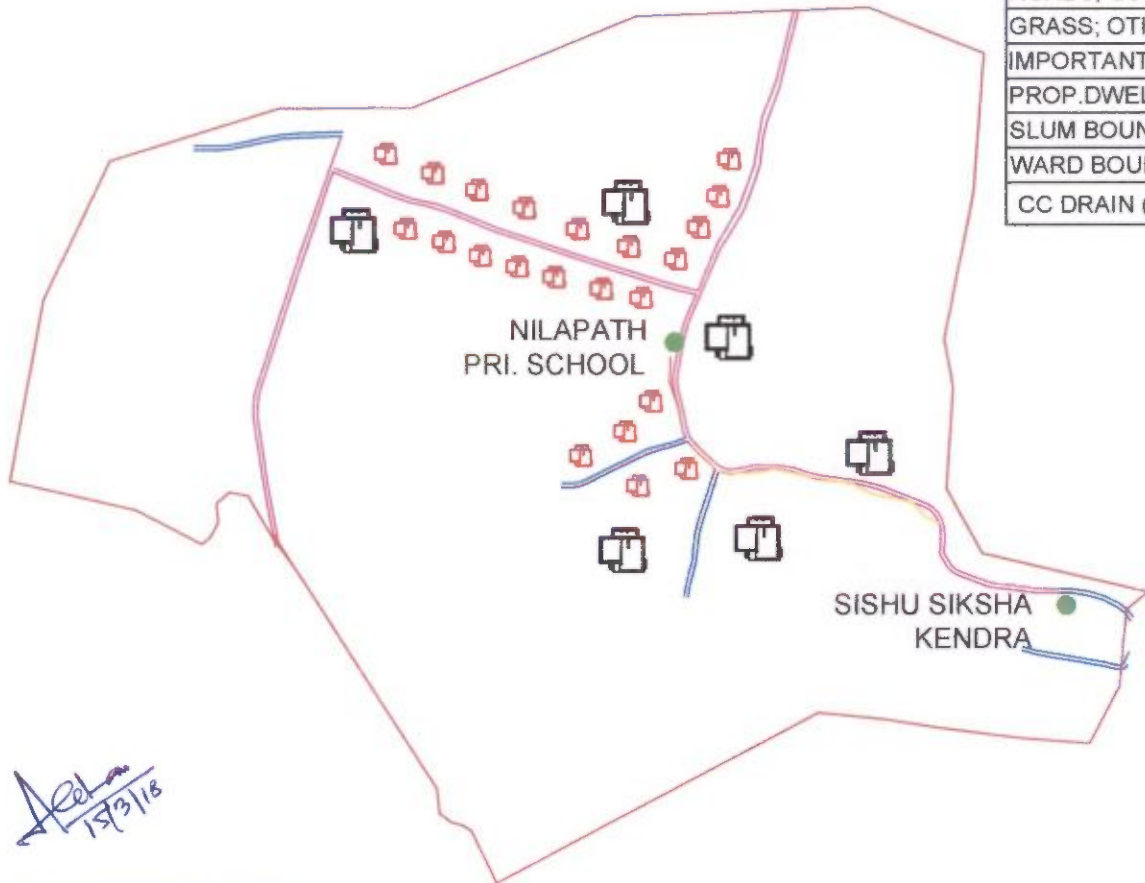 GRASS; OT
IMPORTANT
PROP.DWEL
SLUM BOUN
WARD BOU
CC DRAIN
NILAPATH
PRI. SCHOOL
SISHU SIKSHA
KENDRA
15/3/18